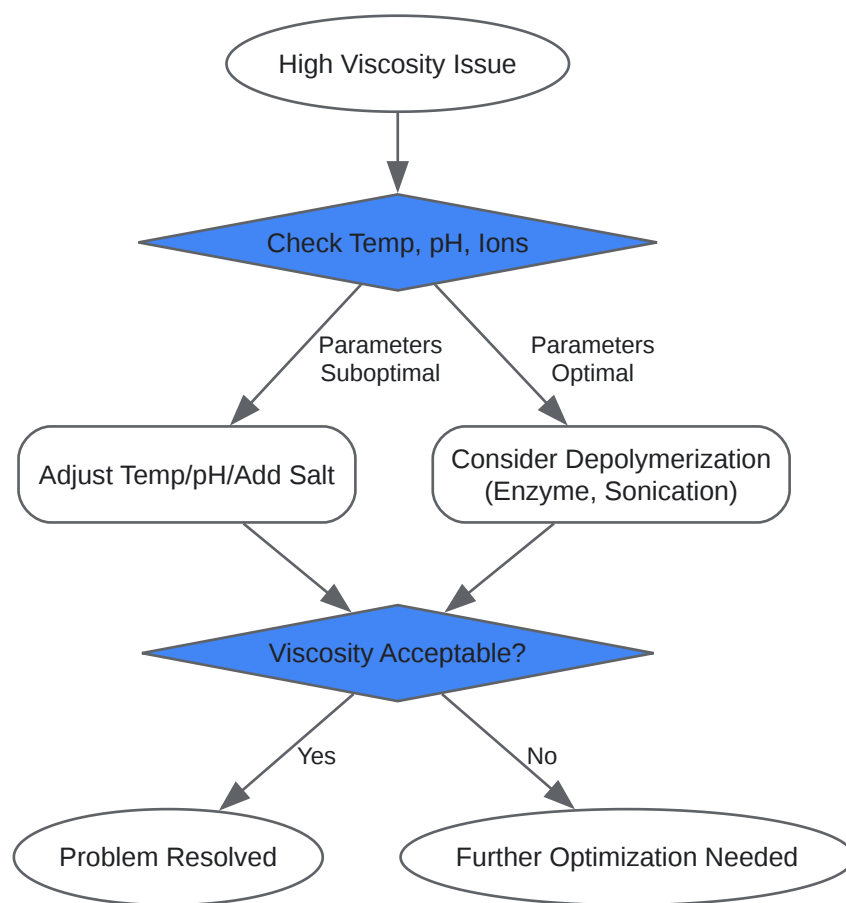 High Viscosity Issue
Check Temp, pH, Ions
Parameters
Suboptimal
Parameters
Optimal
Adjust Temp/pH/Add Salt
Consider Depolymerization
(Enzyme, Sonication)
Viscosity Acceptable?
Yes
No
Problem Resolved
Further Optimization Needed